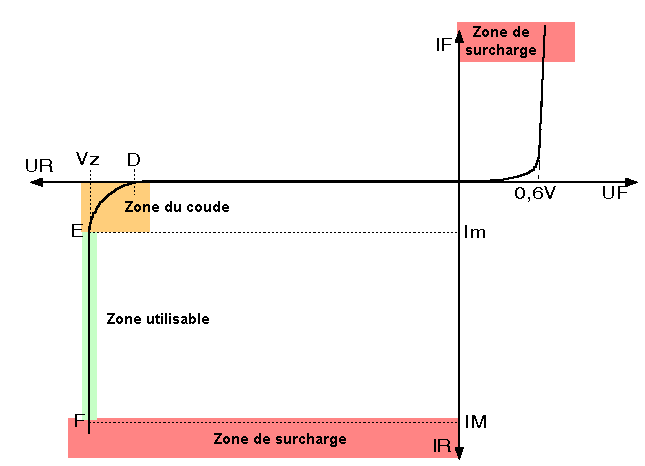 Zone de
surcharge
IF
Vz
D
UR
0,6V
UF
Zone du coude
E
Im
Zone utilisable
F
IM
Zone de surcharge
IR